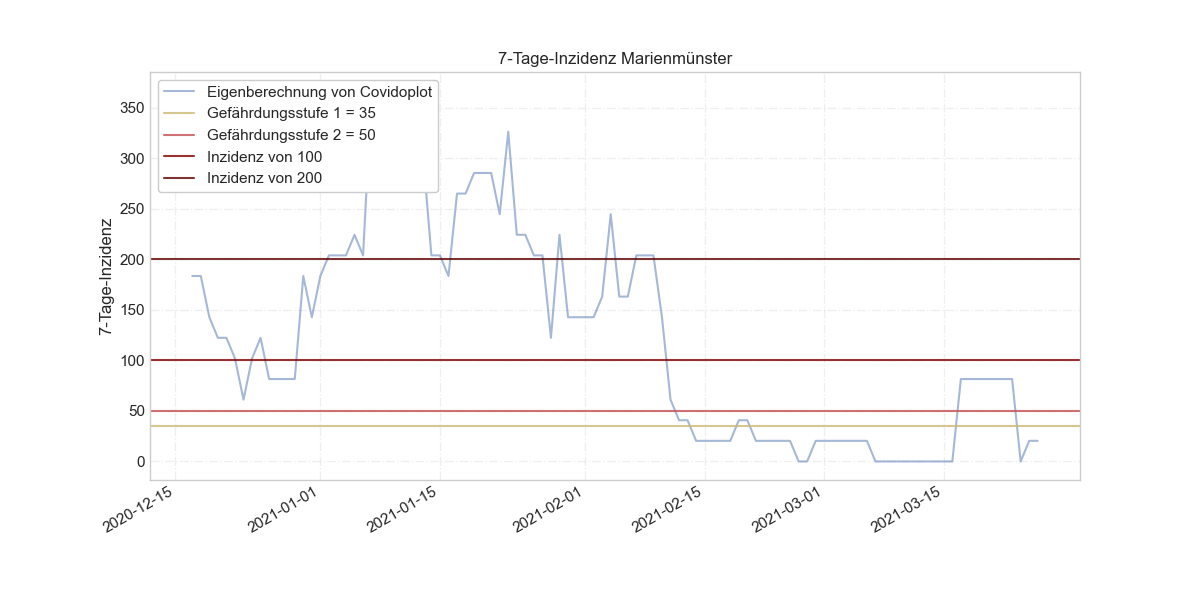 7-Tage-Inzidenz Marienmünster
Eigenberechnung von Covidoplot
Gefährdungsstufe 1 = 35
Gefährdungsstufe 2 = 50
Inzidenz von 100
Inzidenz von 200
7-Tage-Inzidenz
350
300
250
200
150
100
50
0
2020-12-15
2021-01-01
2021-01-15
2021-02-01
2021-02-15
2021-03-01
2021-03-15